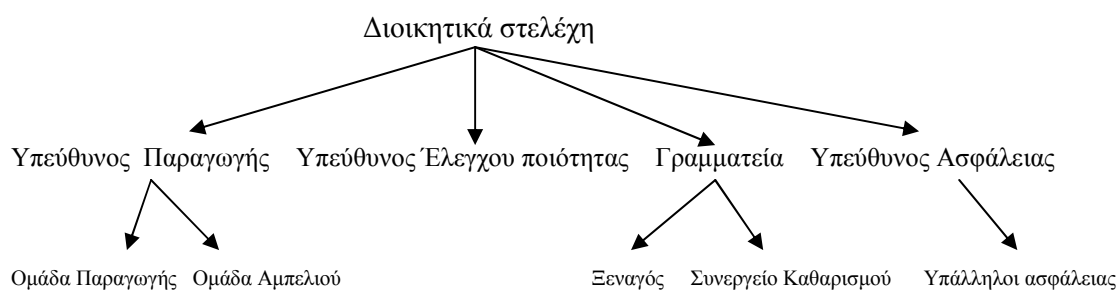 Διοικητικά στελέχη
Υπεύθυνος Παραγωγής Υπεύθυνος Έλεγχου ποιότητας Γραμματεία Υπεύθυνος Ασφάλειας
Ομάδα Παραγωγής Ομάδα Αμπελιού Ξεναγός Συνεργείο Καθαρισμού Υπάλληλοι ασφάλειας